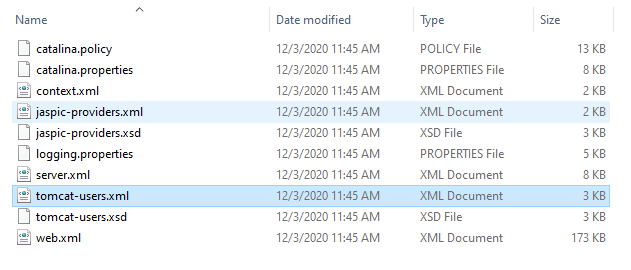 Name Date modified Type Size
catalina.policy 12/3/2020 11:45 AM POLICY File 13 KB
catalina.properties 12/3/2020 11:45 AM PROPERTIES File 8 KB
context.xml 12/3/2020 11:45 AM XML Document 2 KB
jaspic-providers.xml 12/3/2020 11:45 AM XML Document 2 KB
jaspic-providers.xsd 12/3/2020 11:45 AM XSD File 3 KB
logging.properties 12/3/2020 11:45 AM PROPERTIES File 5 KB
server.xml 12/3/2020 11:45 AM XML Document 8 KB
tomcat-users.xml 12/3/2020 11:45 AM XML Document 3 KB
tomcat-users.xsd 12/3/2020 11:45 AM XSD File 3 KB
web.xml 12/3/2020 11:45 AM XML Document 173 KB